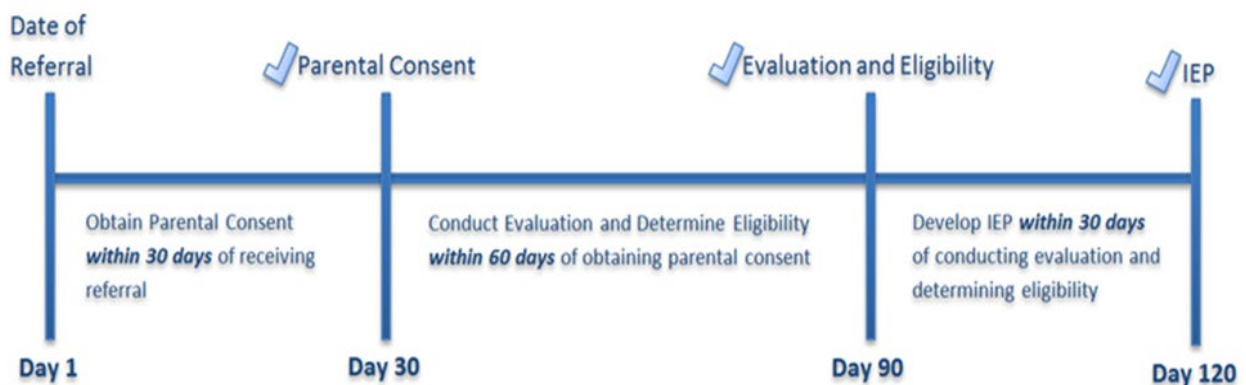 Date of
Referral
Parental Consent
Evaluation and Eligibility
IEP
Obtain Parental Consent
within 30 days of receiving
referral
Conduct Evaluation and Determine Eligibility
within 60 days of obtaining parental consent
Develop IEP within 30 days
of conducting evaluation and
determining eligibility
Day 1
Day 30
Day 90
Day 120